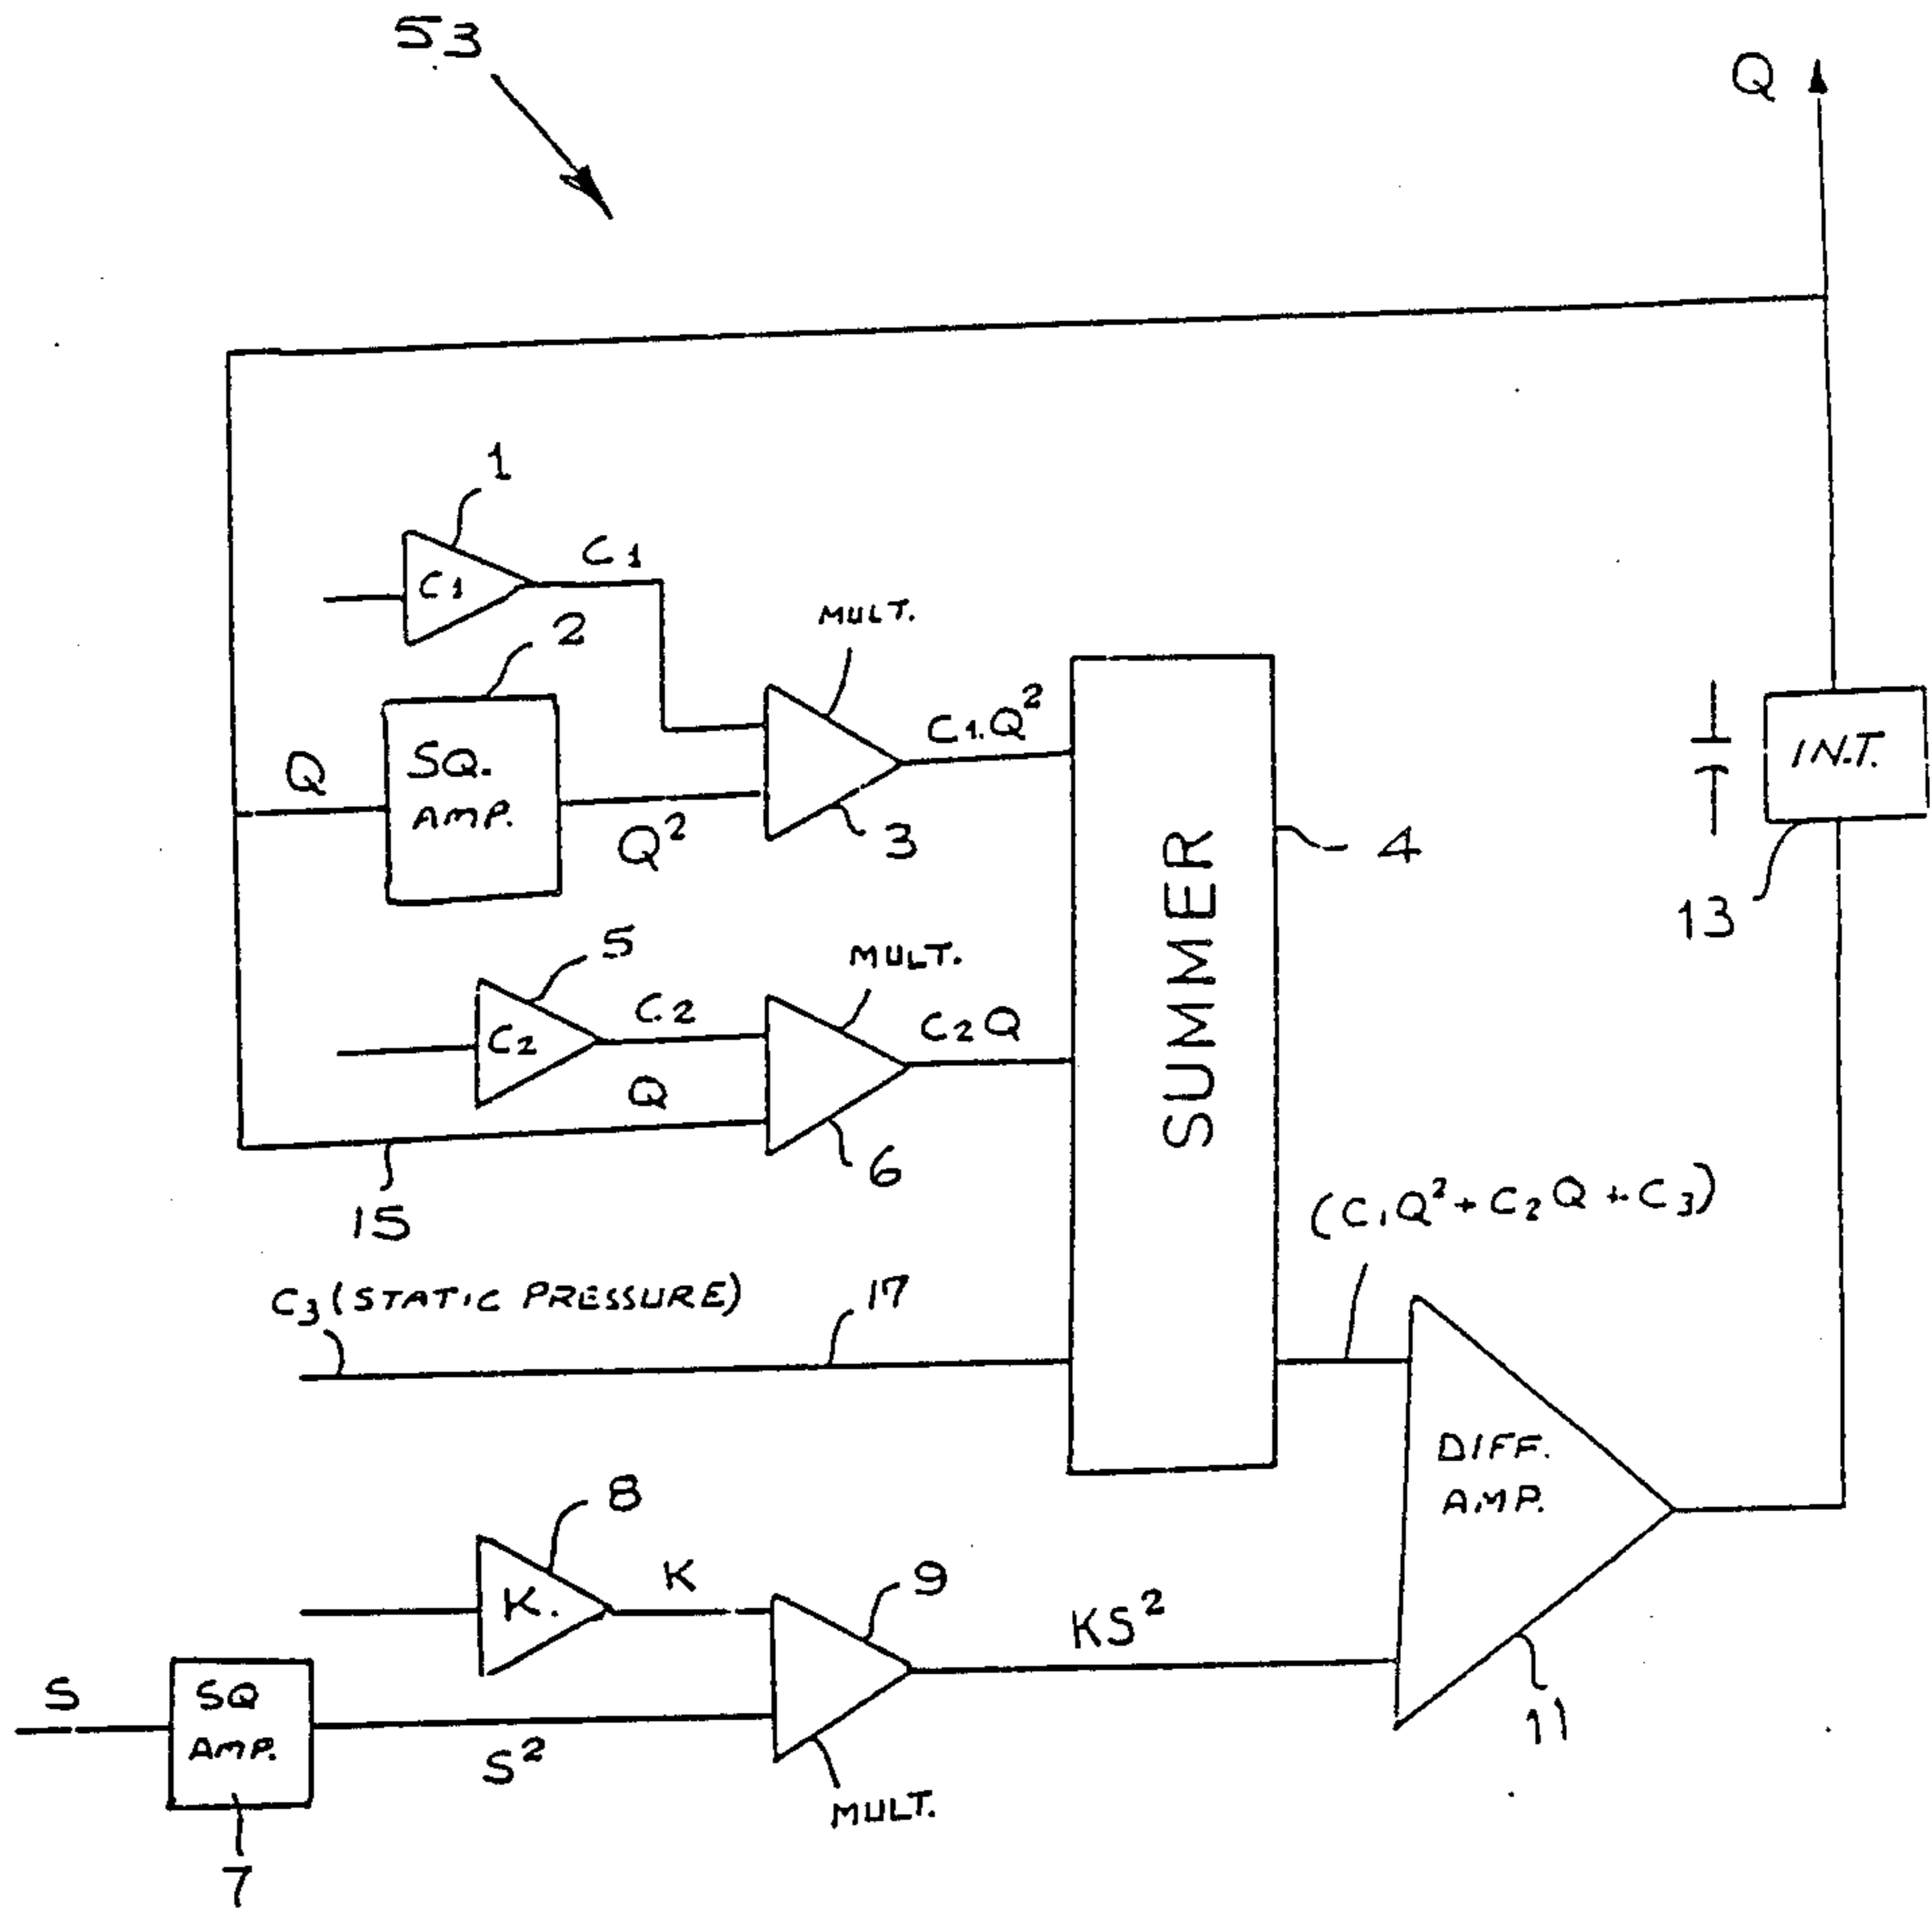 53
Q
1
C1
C1
2
MULT.
SQ.
AMP.
Q
Q²
C1.Q²
3
4
SUMMER
IN.T.
13
5
C2
C.2
MULT.
C2Q
Q
6
15
(C₁Q²+C₂Q+C₃)
C₃ (STATIC PRESSURE)
17
DIFF.
AMP.
8
K.
K
9
KS²
S
SQ
AMP.
S²
MULT.
11
7